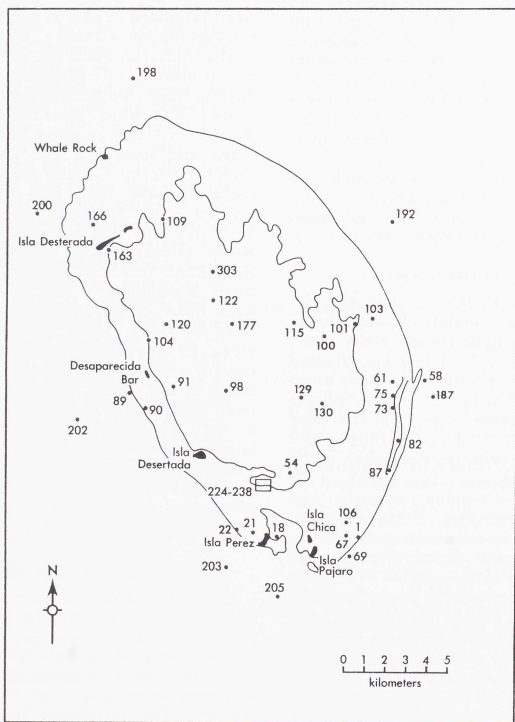 198
Whale Rock
200
166
109
192
Isla Desterada
163
303
122
103
120
177
115
101
100
104
Desaparecida
Bar
61
58
91
98
75
187
89
129
73
90
130
202
82
Isla
Desertada
54
87
224-238
Isla
Chica
106
22
21
18
1
Isla Perez
67
69
Isla
Pajaro
203
205
N
0 1 2 3 4 5
kilometers